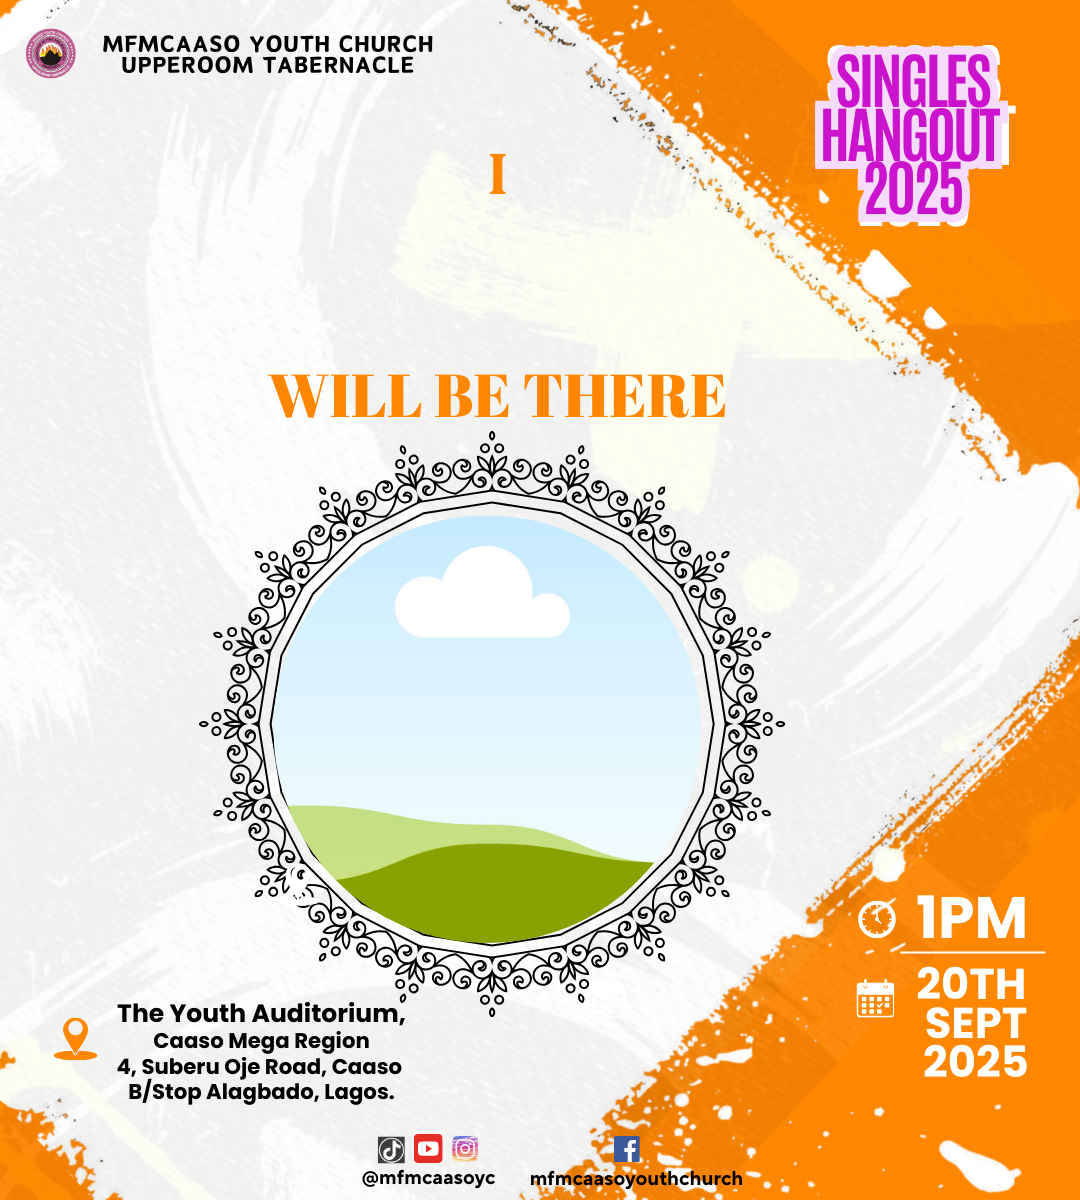 MFMCAASO YOUTH CHURCH
UPPEROOM TABERNACLE
SINGLES
HANGOUT
2025
I
WILL BE THERE
1PM
20TH
SEPT
2025
The Youth Auditorium,
Caaso Mega Region
4, Suberu Oje Road, Caaso
B/Stop Alagbado, Lagos.
@mfmcaasoyc
mfmcaasoyouthchurch